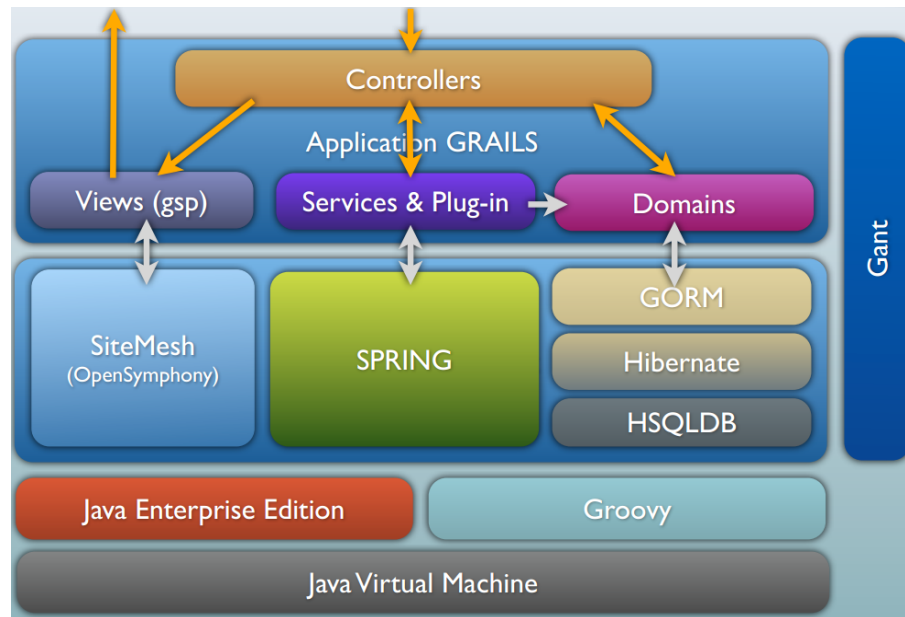 Controllers
Application GRAILS
Views (gsp)
Services & Plug-in
Domains
Gant
SiteMesh
(OpenSymphony)
SPRING
GORM
Hibernate
HSQLDB
Java Enterprise Edition
Groovy
Java Virtual Machine